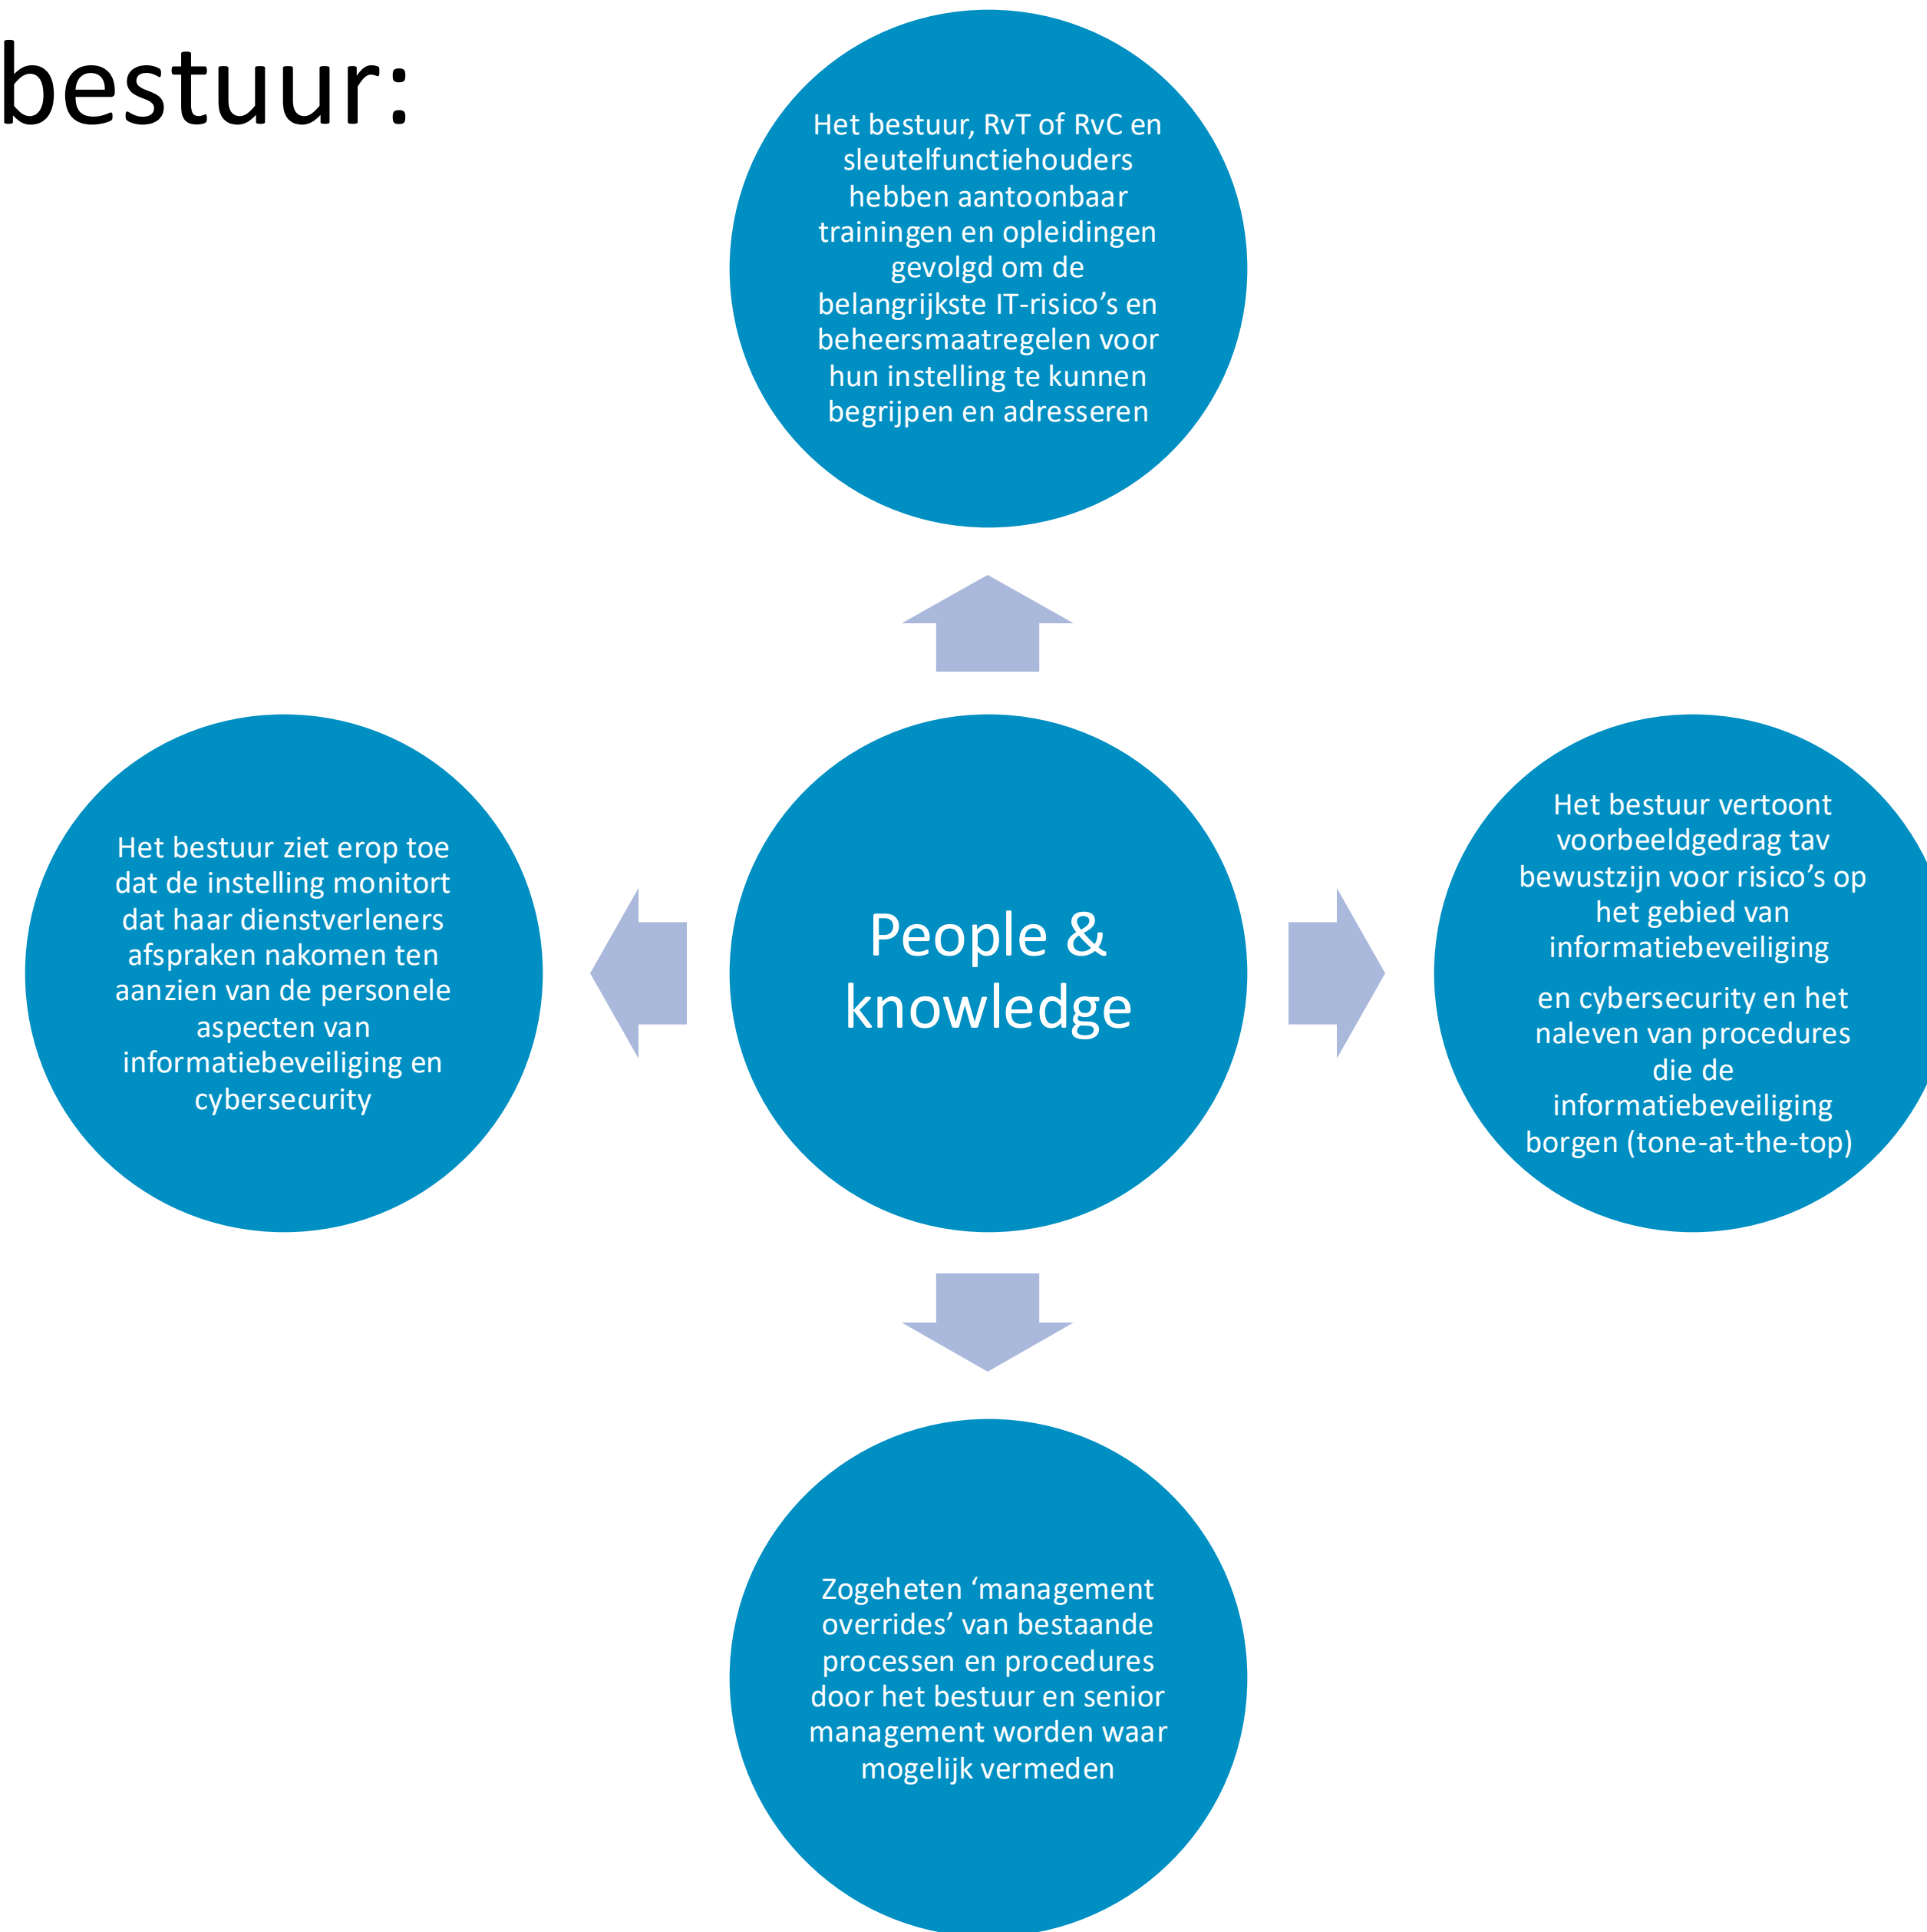 bestuur:
Het bestuur, RvT of RvC en
sleutelfunctiehouders
hebben aantoonbaar
trainingen en opleidingen
gevolgd om de
belangrijkste IT-risico’s en
beheersmaatregelen voor
hun instelling te kunnen
begrijpen en adresseren
Het bestuur ziet erop toe
dat de instelling monitort
dat haar dienstverleners
afspraken nakomen ten
aanzien van de personele
aspecten van
informatiebeveiliging en
cybersecurity
People &
knowledge
Het bestuur vertoont
voorbeeldgedrag tav
bewustzijn voor risico’s op
het gebied van
informatiebeveiliging
en cybersecurity en het
naleven van procedures
die de
informatiebeveiliging
borgen (tone-at-the-top)
Zogeheten ‘management
overrides’ van bestaande
processen en procedures
door het bestuur en senior
management worden waar
mogelijk vermeden